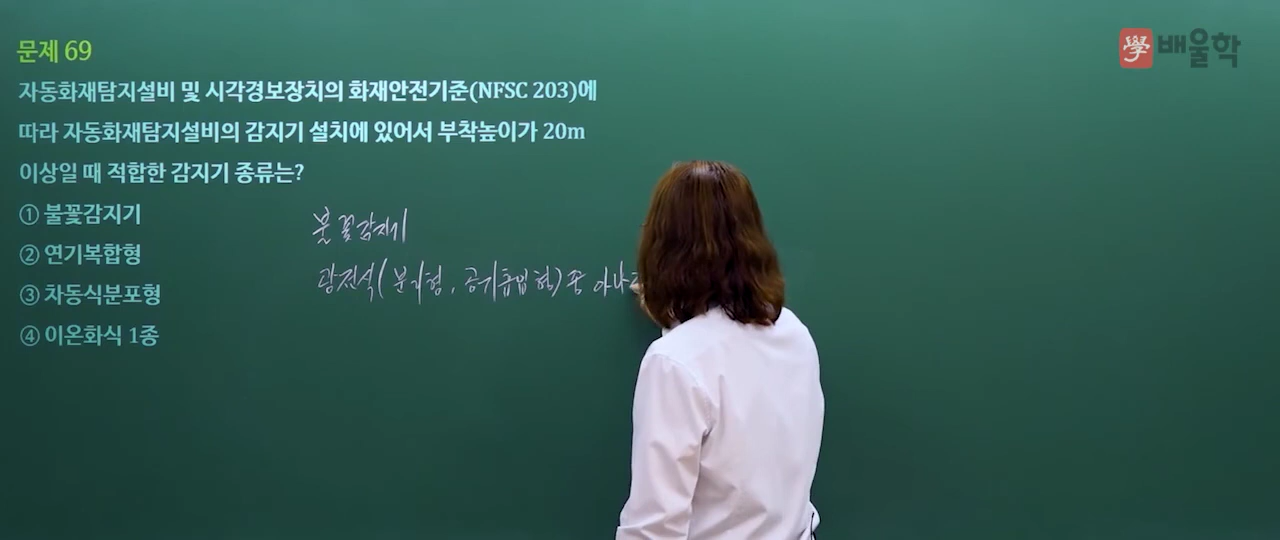 문제 69
學 배울학
자동화재탐지설비 및 시각경보장치의 화재안전기준(NFSC 203)에
따라 자동화재탐지설비의 감지기 설치에 있어서 부착높이가 20m
이상일 때 적합한 감지기 종류는?
① 불꽃감지기
② 연기복합형
③ 차동식분포형
④ 이온화식 1종
불꽃감지기
광전식(분리형, 공기흡입형) 중 아나